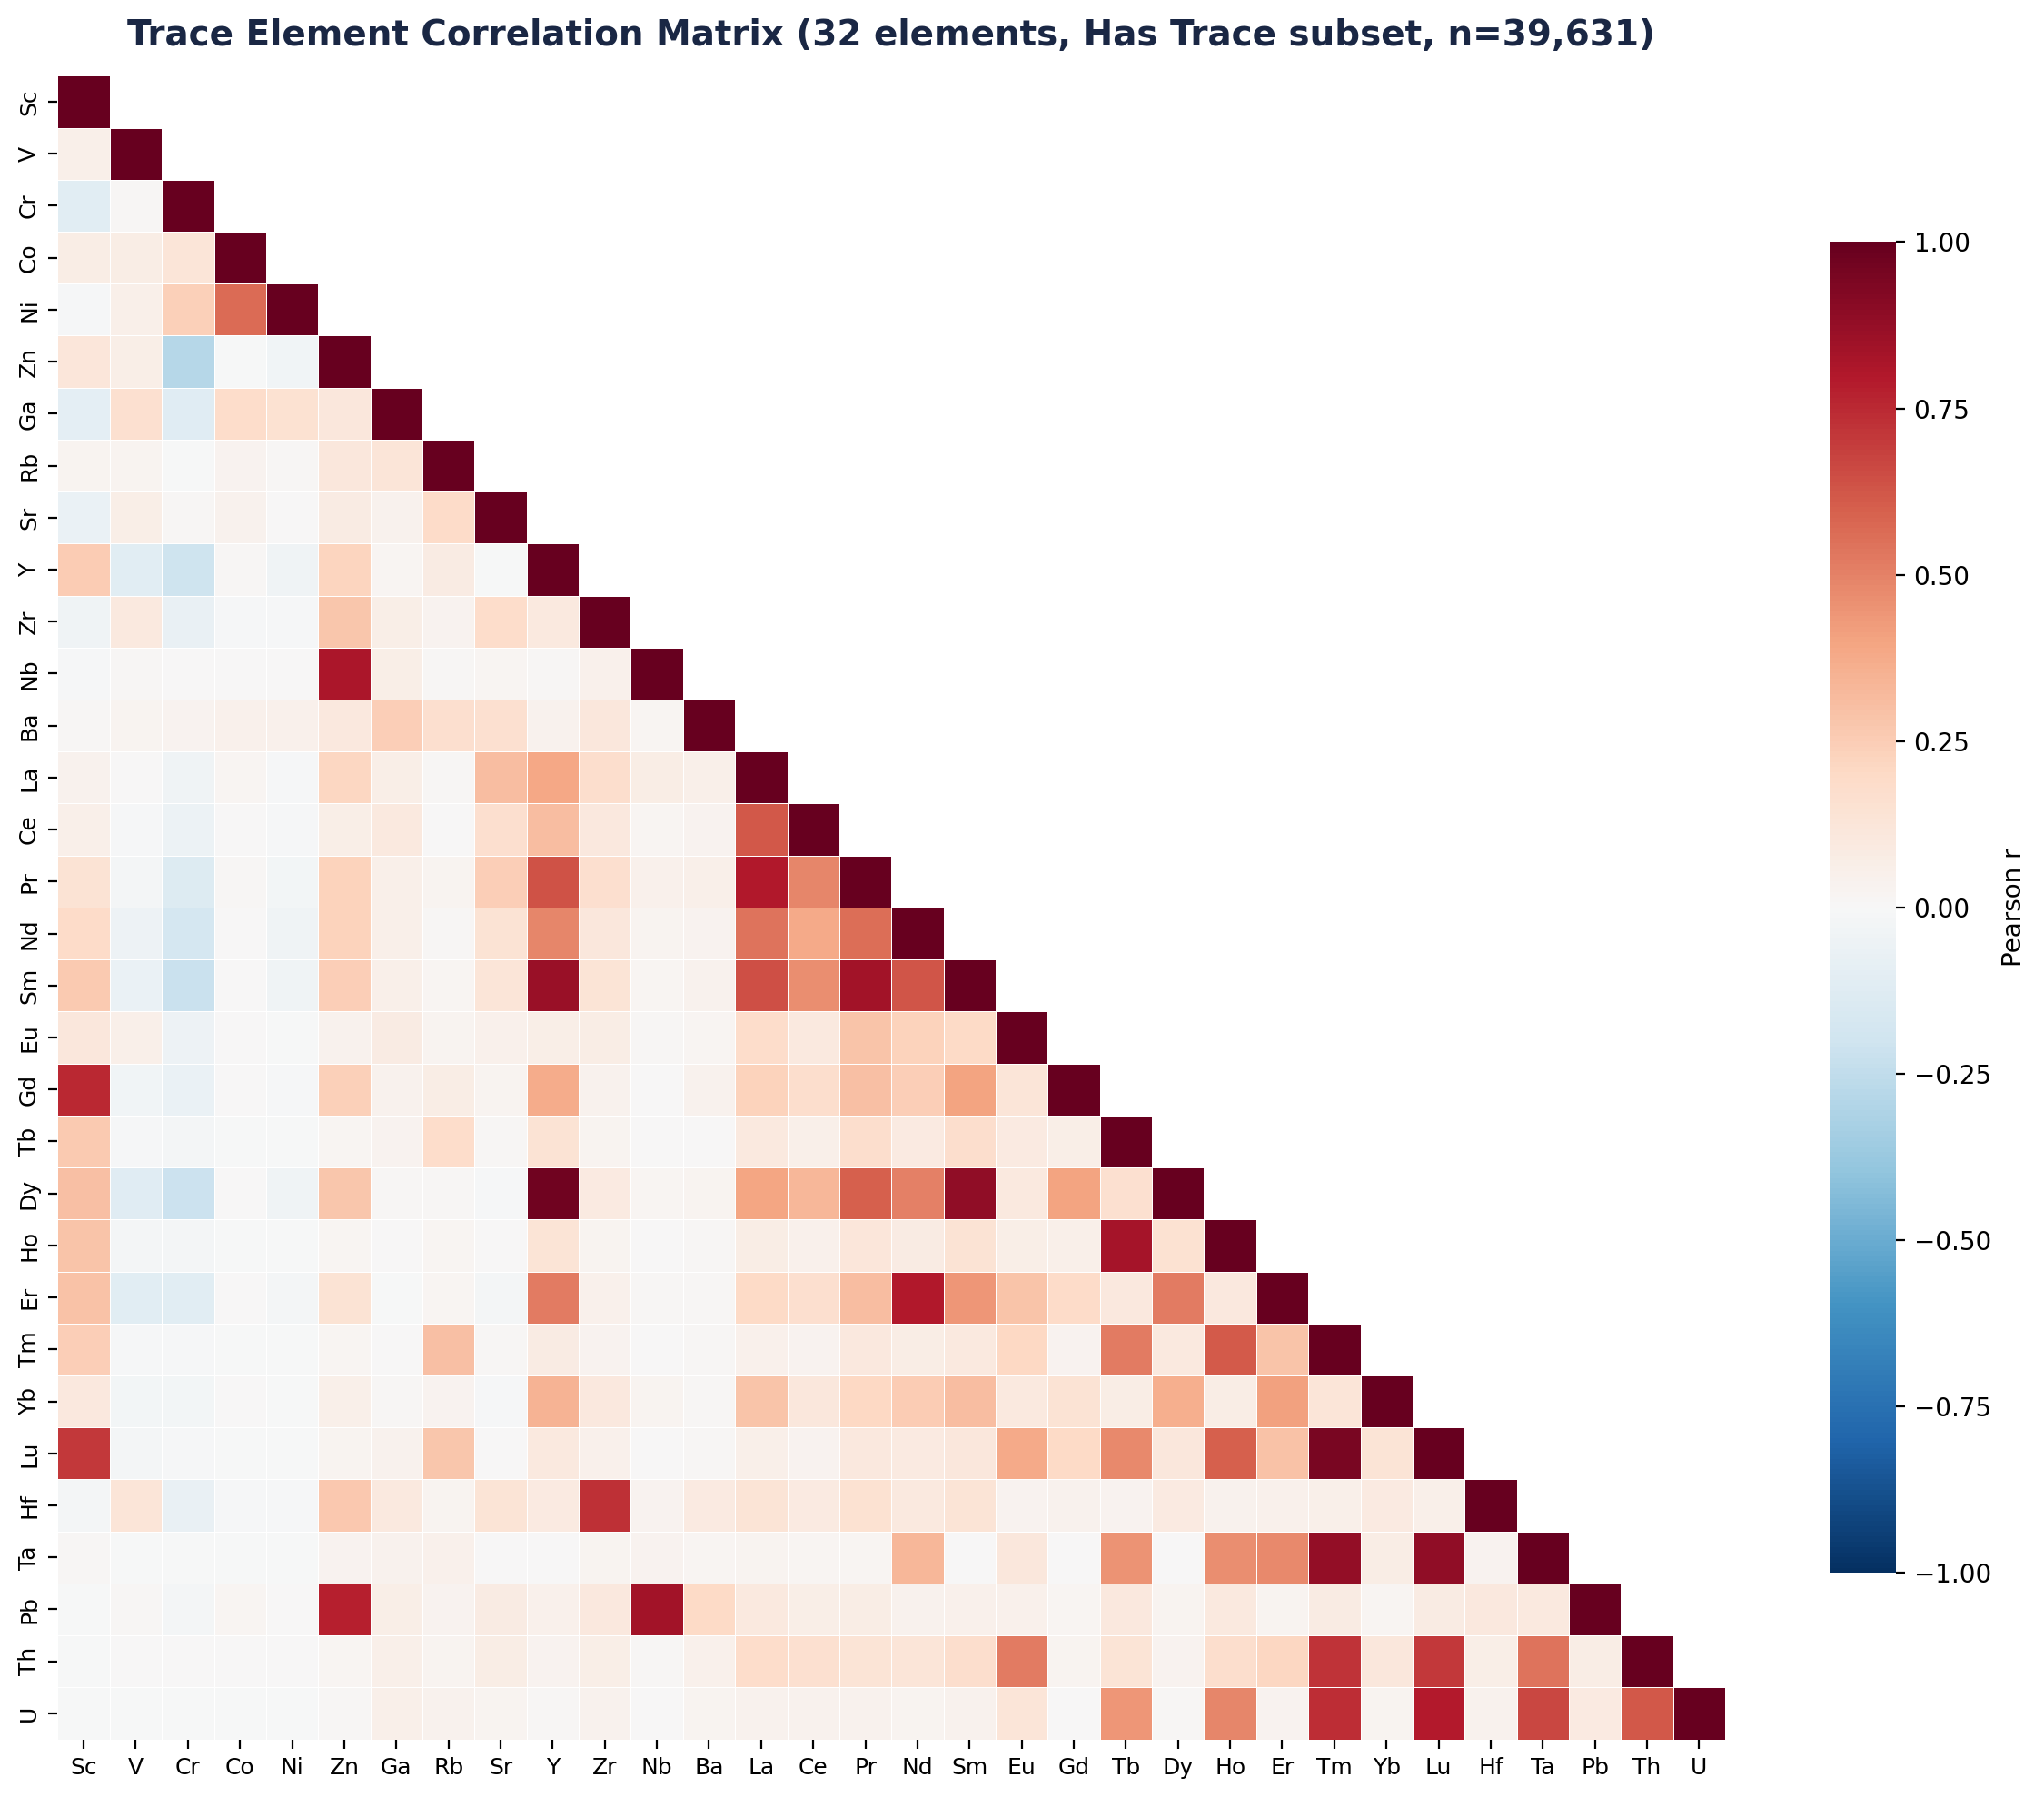 Trace Element Correlation Matrix (32 elements, Has Trace subset, n=39,631)
Sc
V
Cr
Co
Ni
Zn
Ga
Rb
Sr
Y
Zr
Nb
Ba
La
Ce
Pr
Nd
Sm
Eu
Gd
Tb
Dy
Ho
Er
Tm
Yb
Lu
Hf
Ta
Pb
Th
U
Sc V Cr Co Ni Zn Ga Rb Sr Y Zr Nb Ba La Ce Pr Nd Sm Eu Gd Tb Dy Ho Er Tm Yb Lu Hf Ta Pb Th U
1.00
0.75
0.50
0.25
0.00
−0.25
−0.50
−0.75
−1.00
Pearson r